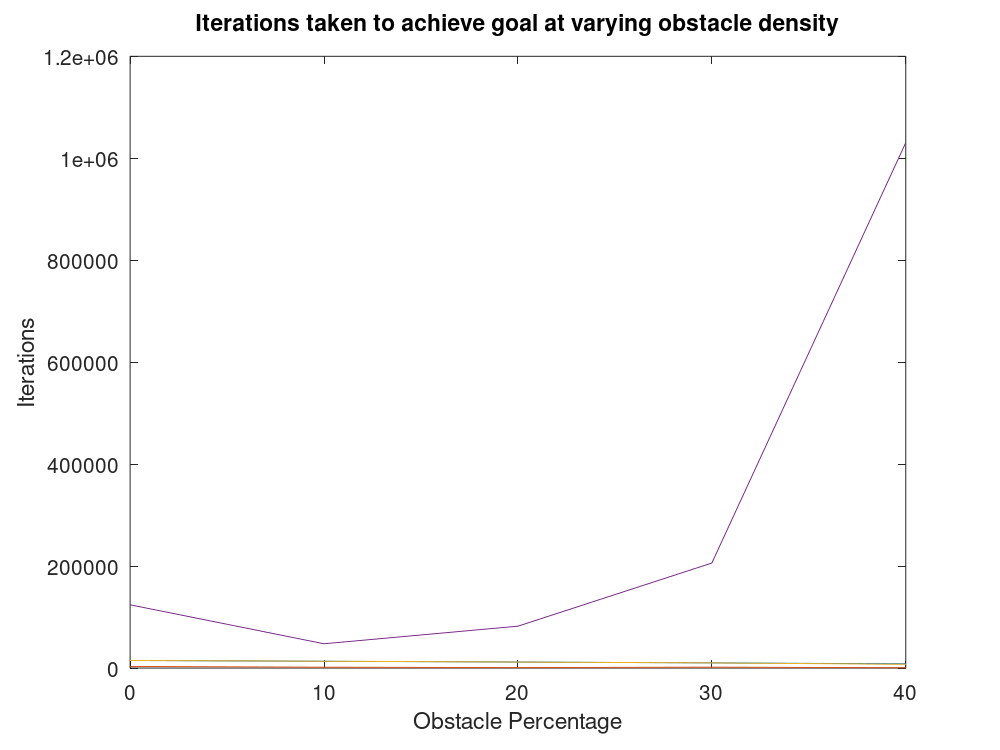 Iterations taken to achieve goal at varying obstacle density
1.2e+06
1e+06
800000
600000
400000
200000
0
Iterations
0 10 20 30 40
Obstacle Percentage